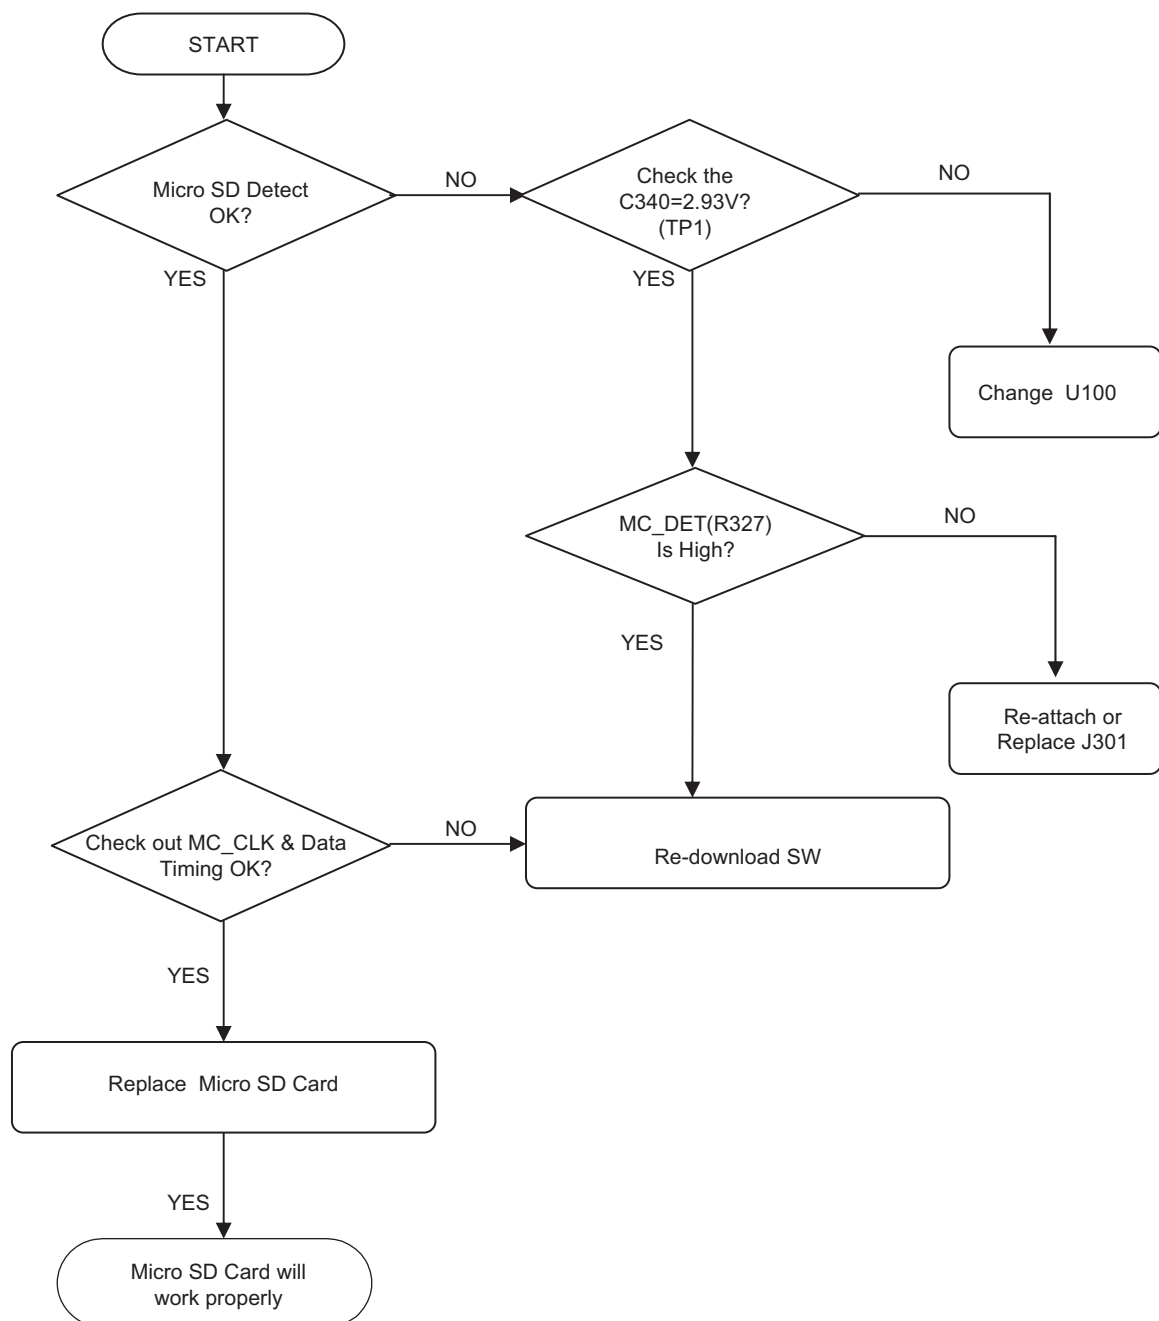 START
Micro SD Detect
OK?
NO
Check the
C340=2.93V?
(TP1)
NO
YES
YES
Change U100
MC_DET(R327)
Is High?
NO
YES
Re-attach or
Replace J301
Check out MC_CLK & Data
Timing OK?
NO
Re-download SW
YES
Replace Micro SD Card
YES
Micro SD Card will
work properly